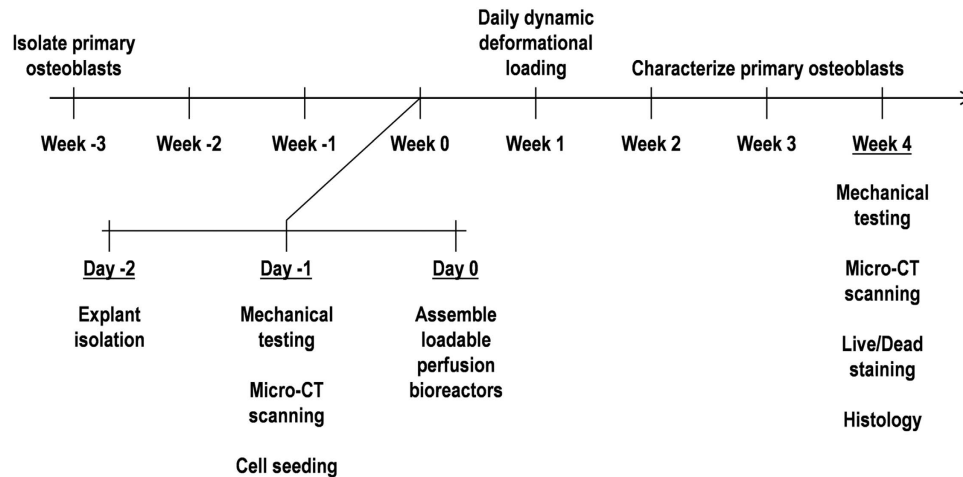 Isolate primary
osteoblasts
Daily dynamic
deformational
loading
Characterize primary osteoblasts
Week -3
Week -2
Week -1
Week 0
Week 1
Week 2
Week 3
Week 4
Mechanical
testing
Micro-CT
scanning
Live/Dead
staining
Histology
Day -2
Explant
isolation
Day -1
Mechanical
testing
Micro-CT
scanning
Cell seeding
Day 0
Assemble
loadable
perfusion
bioreactors